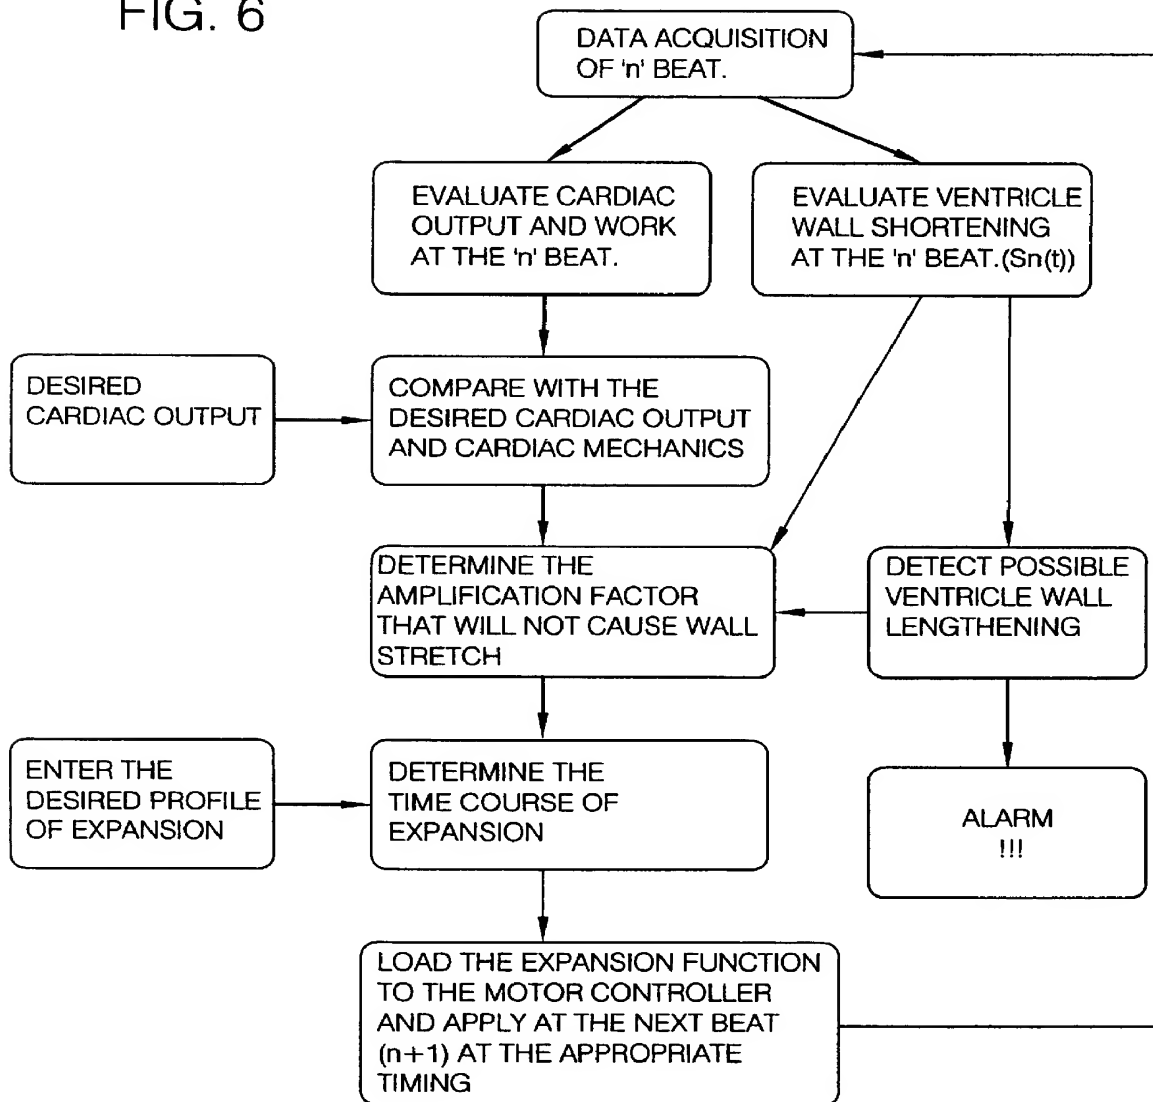 FIG. 6
DATA ACQUISITION
OF 'n' BEAT.
EVALUATE CARDIAC
OUTPUT AND WORK
AT THE 'n' BEAT.
EVALUATE VENTRICLE
WALL SHORTENING
AT THE 'n' BEAT.(Sn(t))
DESIRED
CARDIAC OUTPUT
COMPARE WITH THE
DESIRED CARDIAC OUTPUT
AND CARDIAC MECHANICS
DETERMINE THE
AMPLIFICATION FACTOR
THAT WILL NOT CAUSE WALL
STRETCH
DETECT POSSIBLE
VENTRICLE WALL
LENGTHENING
ENTER THE
DESIRED PROFILE
OF EXPANSION
DETERMINE THE
TIME COURSE OF
EXPANSION
ALARM
!!!
LOAD THE EXPANSION FUNCTION
TO THE MOTOR CONTROLLER
AND APPLY AT THE NEXT BEAT
(n+1) AT THE APPROPRIATE
TIMING